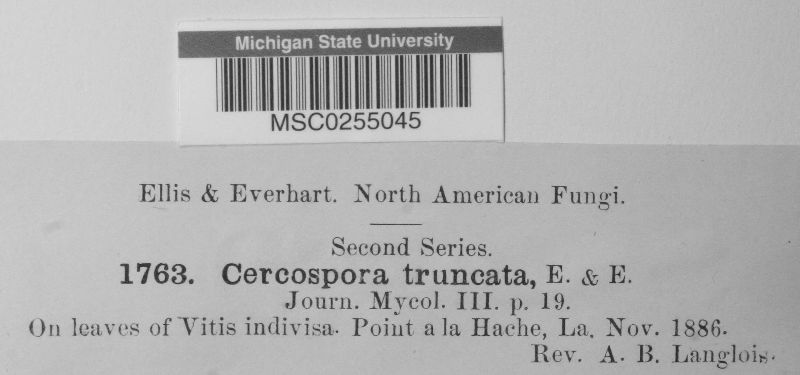 Michigan State University
MSC0255045
Ellis & Everhart. North American Fungi.
Second Series.
1763. Cercospora truncata, E. & E.
Journ. Mycol. III. p. 19.
On leaves of Vitis indivisa. Point a la Hache, La. Nov. 1886.
Rev. A. B. Langlois.